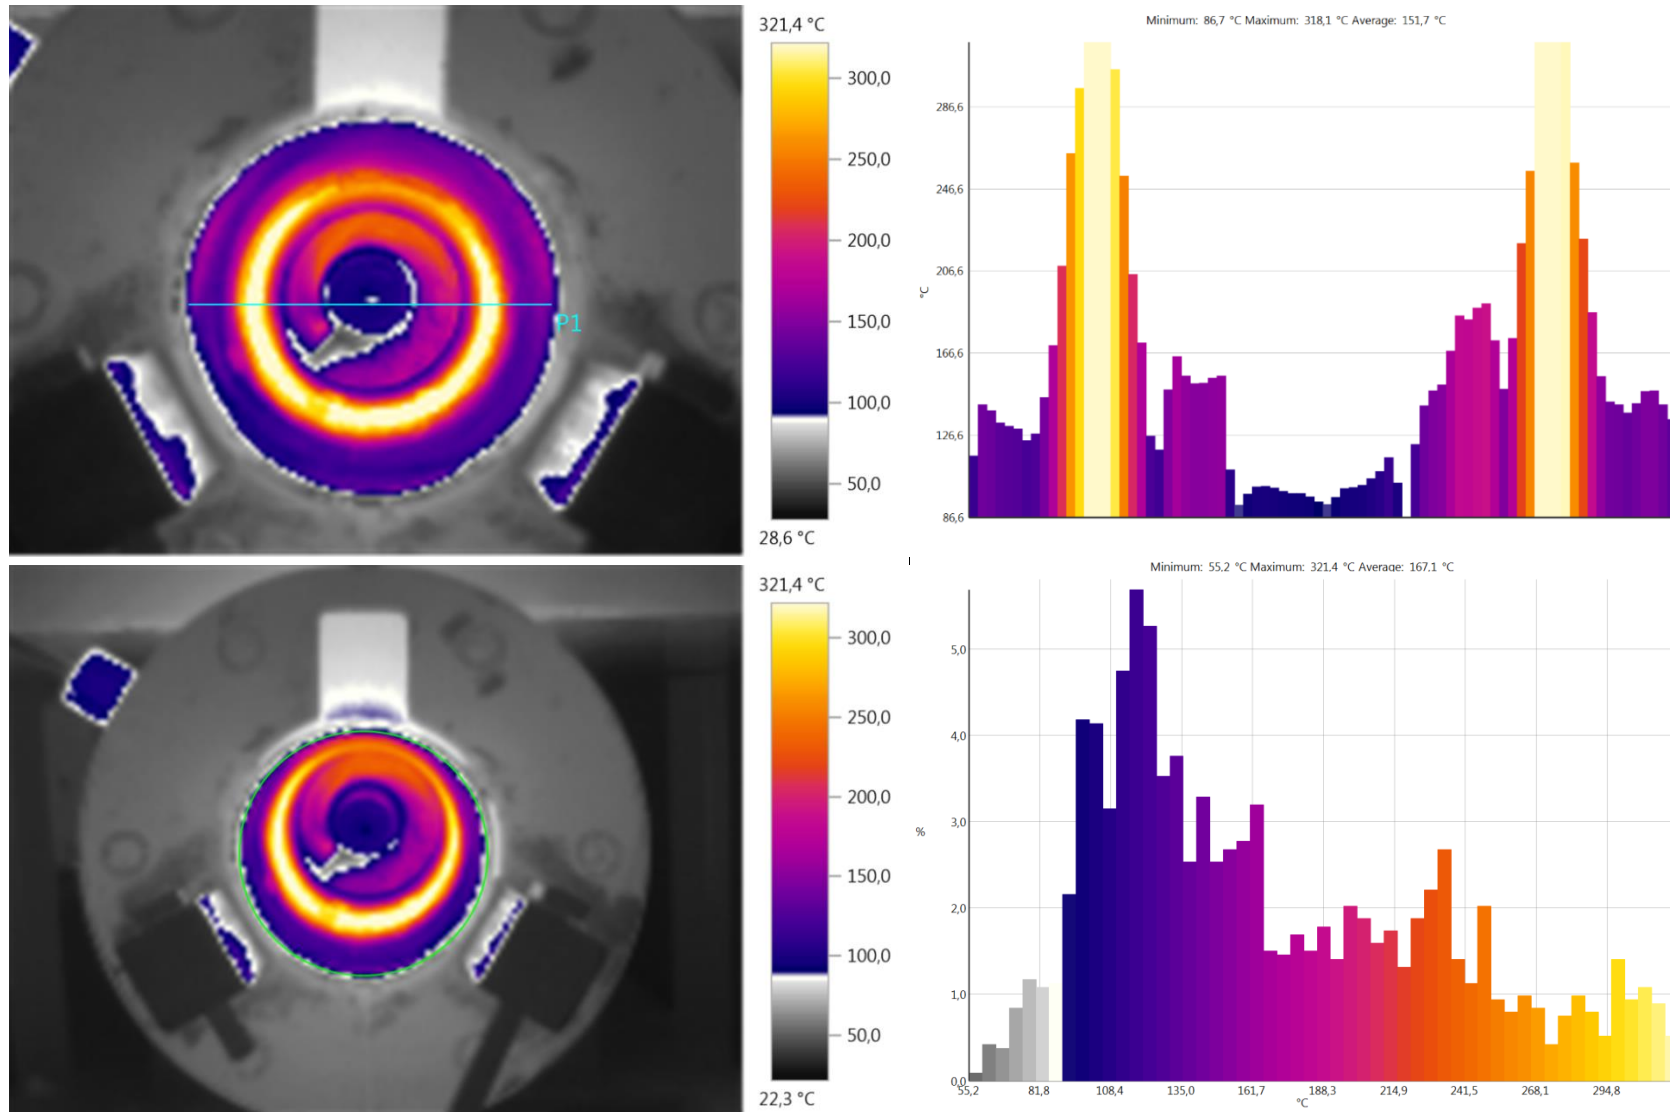 321,4 °C
300,0
250,0
200,0
150,0
100,0
50,0
28,6 °C
P1
Minimum: 86,7 °C Maximum: 318,1 °C Average: 151,7 °C
286,6
246,6
206,6
166,6
126,6
86,6
°C
321,4 °C
300,0
250,0
200,0
150,0
100,0
50,0
22,3 °C
Minimum: 55,2 °C Maximum: 321,4 °C Average: 167,1 °C
5,0
4,0
3,0
2,0
1,0
0,0
%
55,2 81,8 108,4 135,0 161,7 188,3 214,9 241,5 268,1 294,8
°C